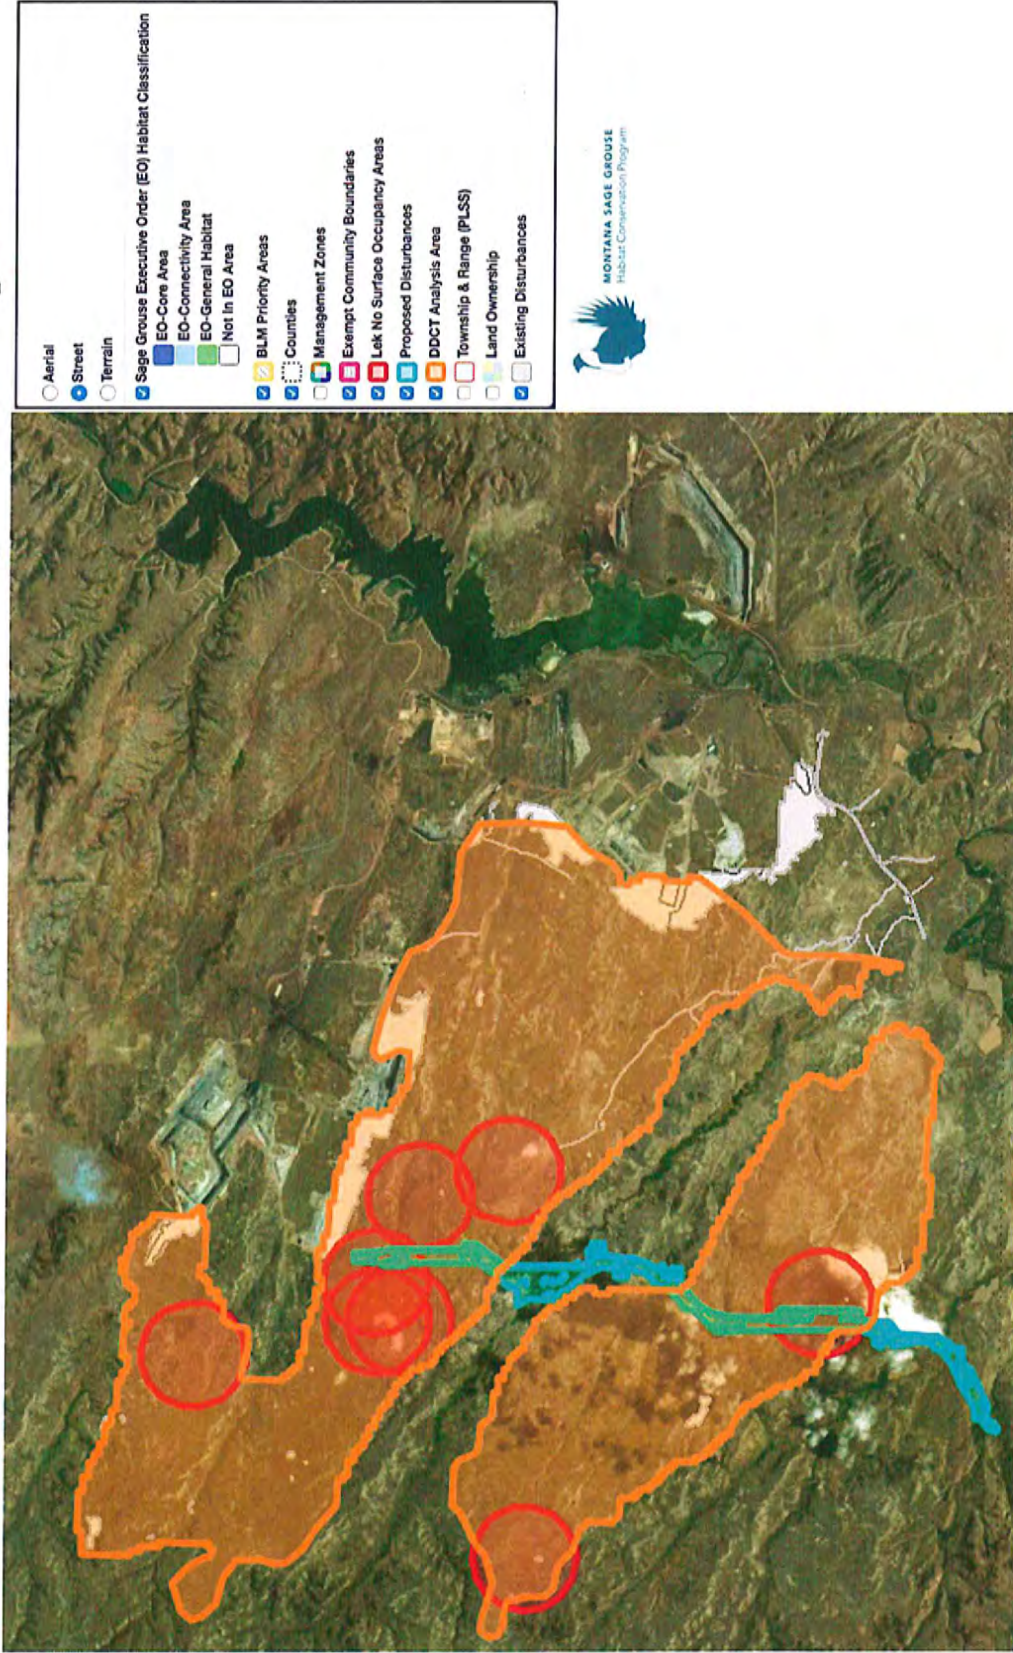 Aerial
Street
Terrain
Sage Grouse Executive Order (EO) Habitat Classification
EO-Core Area
EO-Connectivity Area
EO-General Habitat
Not In EO Area
BLM Priority Areas
Counties
Management Zones
Exempt Community Boundaries
Lek No Surface Occupancy Areas
Proposed Disturbances
DDCT Analysis Area
Township & Range (PLSS)
Land Ownership
Existing Disturbances
MONTANA SAGE GROUSE
Habitat Conservation Program